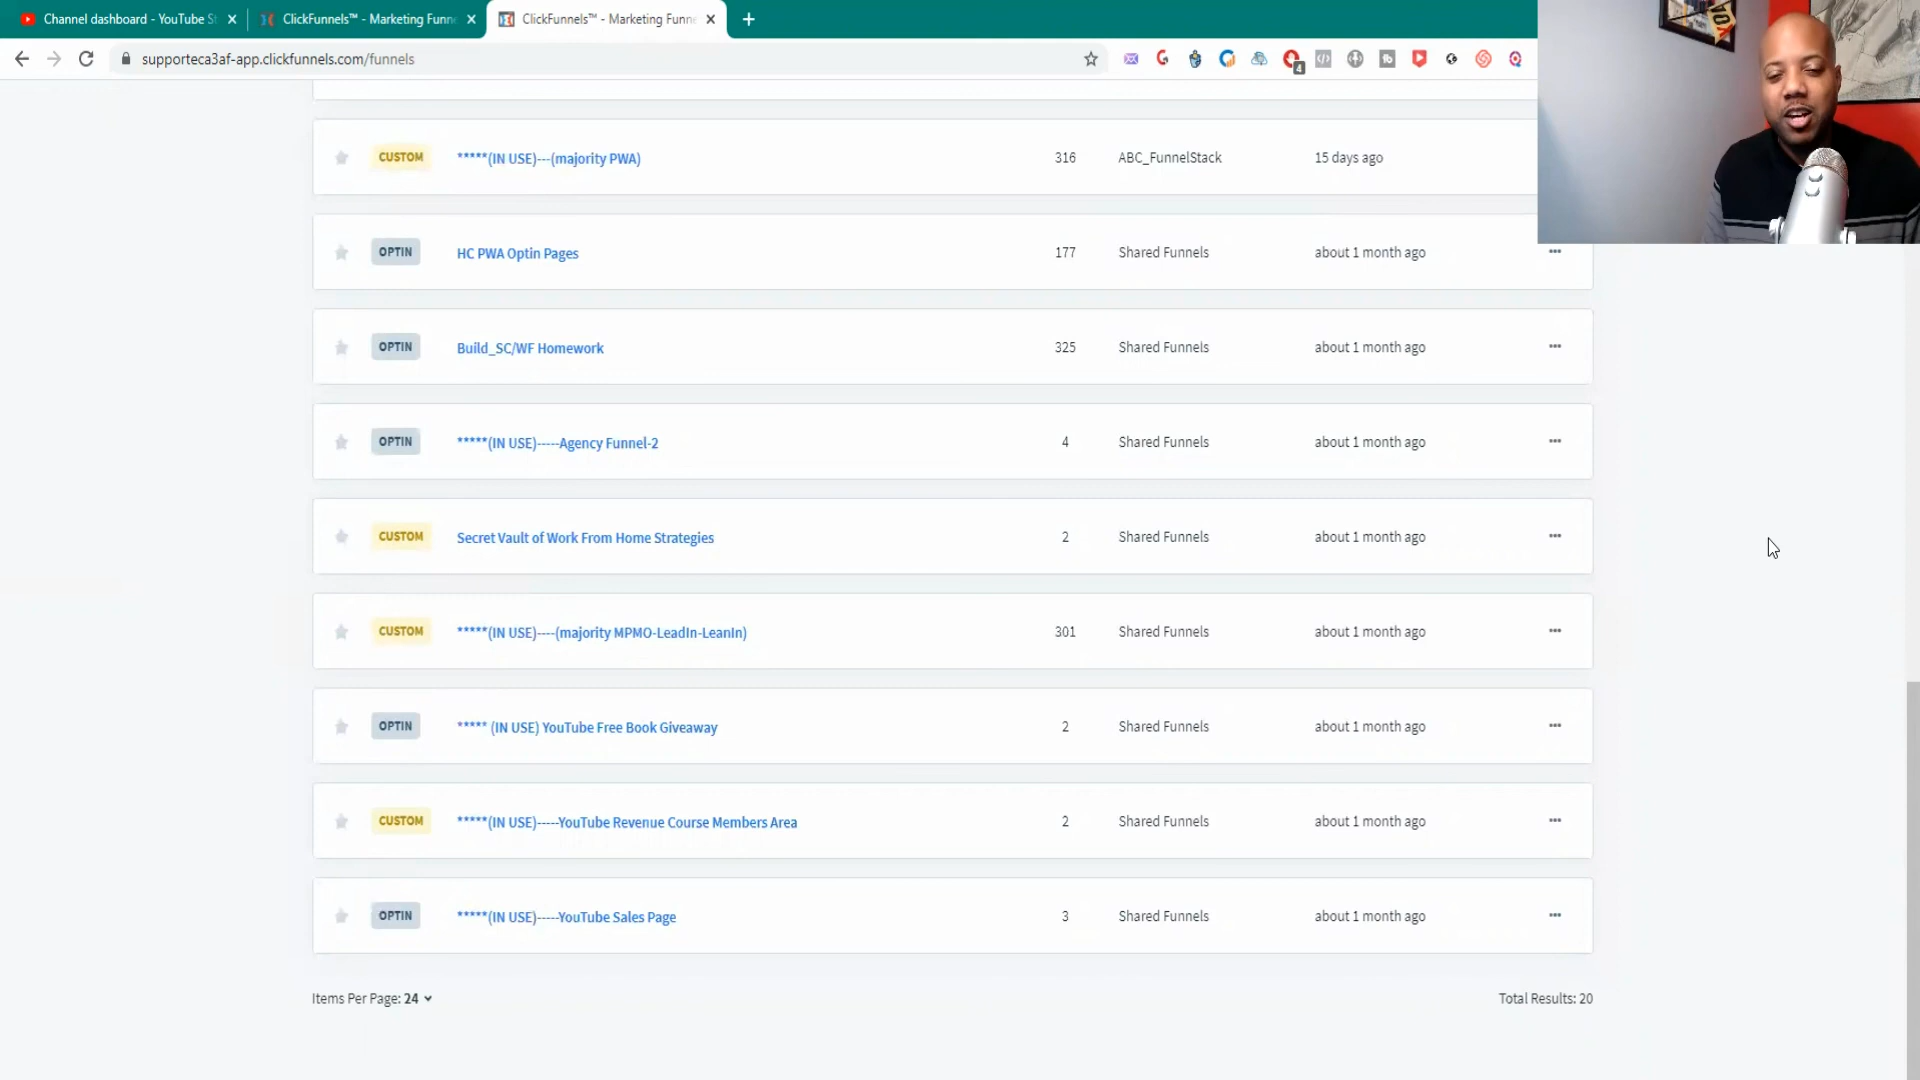 Channel dashboard - YouTube S
ClickFunnels™ - Marketing Funne
ClickFunnels™ - Marketing Funne
supporteca3af-app.clickfunnels.com/funnels
4
CUSTOM *****(IN USE)---(majority PWA) 316 ABC_FunnelStack 15 days ago
OPTIN HC PWA Optin Pages 177 Shared Funnels about 1 month ago
OPTIN Build_SC/WF Homework 325 Shared Funnels about 1 month ago
OPTIN *****(IN USE)-----Agency Funnel-2 4 Shared Funnels about 1 month ago
CUSTOM Secret Vault of Work From Home Strategies 2 Shared Funnels about 1 month ago
CUSTOM *****(IN USE)----(majority MPMO-LeadIn-LeanIn) 301 Shared Funnels about 1 month ago
OPTIN ***** (IN USE) YouTube Free Book Giveaway 2 Shared Funnels about 1 month ago
CUSTOM *****(IN USE)-----YouTube Revenue Course Members Area 2 Shared Funnels about 1 month ago
OPTIN *****(IN USE)-----YouTube Sales Page 3 Shared Funnels about 1 month ago
Items Per Page: 24
Total Results: 20